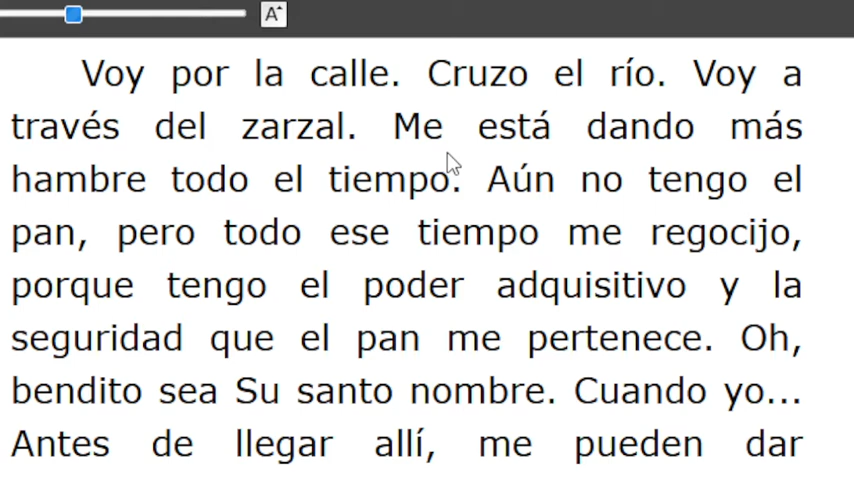 A
Voy por la calle. Cruzo el río. Voy a
través del zarzal. Me está dando más
hambre todo el tiempo. Aún no tengo el
pan, pero todo ese tiempo me regocijo,
porque tengo el poder adquisitivo y la
seguridad que el pan me pertenece. Oh,
bendito sea Su santo nombre. Cuando yo...
Antes de llegar allí, me pueden dar